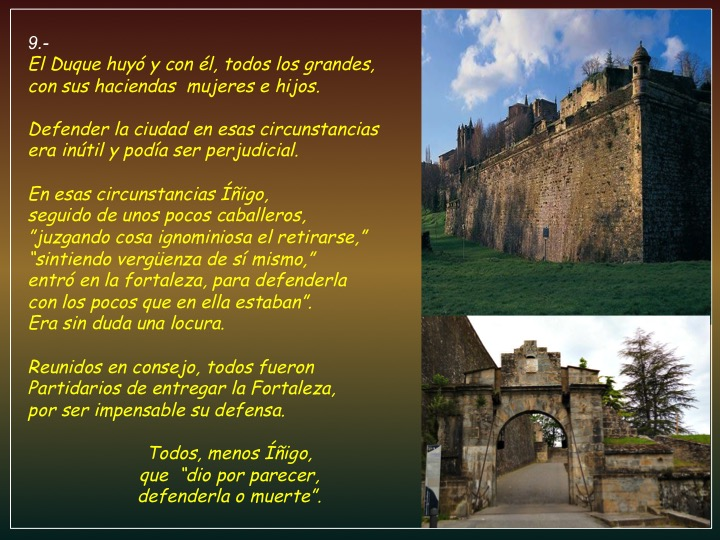 9.-
El Duque huyó y con él, todos los grandes,
con sus haciendas  mujeres e hijos.
Defender la ciudad en esas circunstancias
era inútil y podía ser perjudicial.
En esas circunstancias Íñigo,
seguido de unos pocos caballeros,
”juzgando cosa ignominiosa el retirarse,”
“sintiendo vergüenza de sí mismo,”
entró en la fortaleza, para defenderla
con los pocos que en ella estaban”.
Era sin duda una locura.
Reunidos en consejo, todos fueron
Partidarios de entregar la Fortaleza,
por ser impensable su defensa.
Todos, menos Íñigo,
que  “dio por parecer,
defenderla o muerte”.